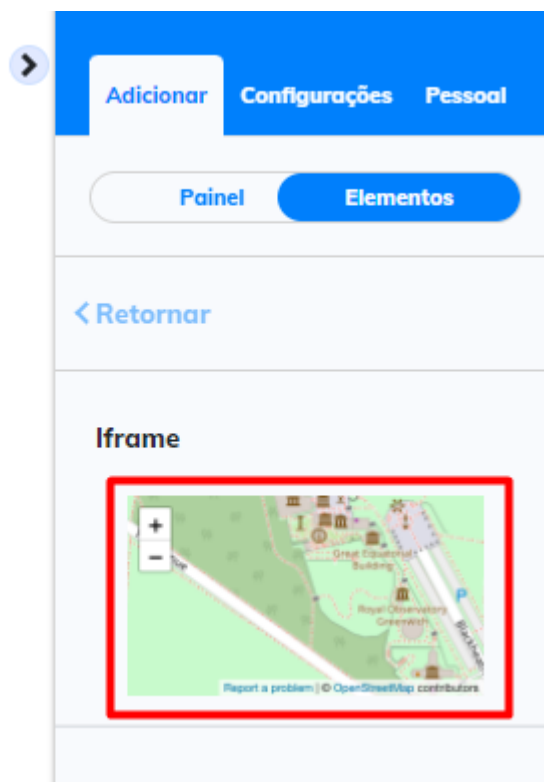 Adicionar Configurações Pessoal
Painel Elementos
Retornar
Iframe
+
−
Great Equatorial
Building
Royal Observatory
Greenwich
P
Report a problem | © OpenStreetMap contributors